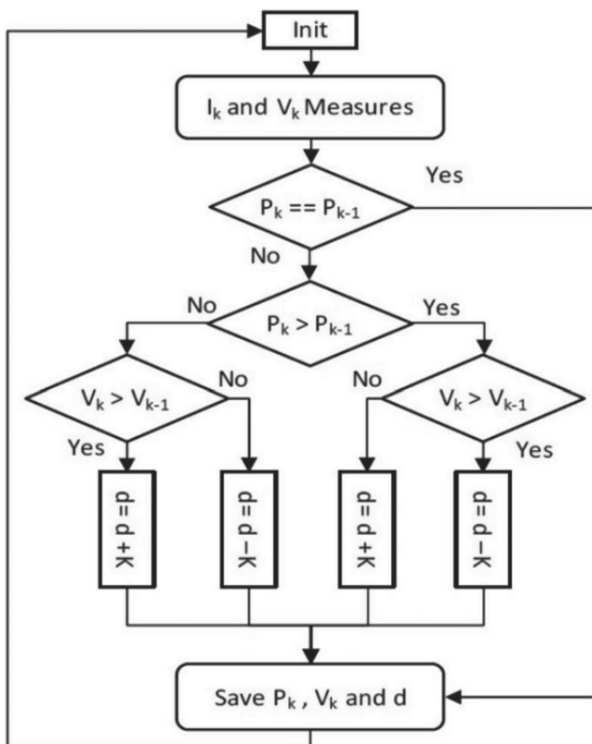 Init
Iₖ and Vₖ Measures
Yes
Pₖ == Pₖ₋₁
No
No
Yes
Pₖ > Pₖ₋₁
No
No
Vₖ > Vₖ₋₁
Vₖ > Vₖ₋₁
Yes
Yes
d= d + K
d= d – K
d= d + K
d= d – K
Save Pₖ , Vₖ and d